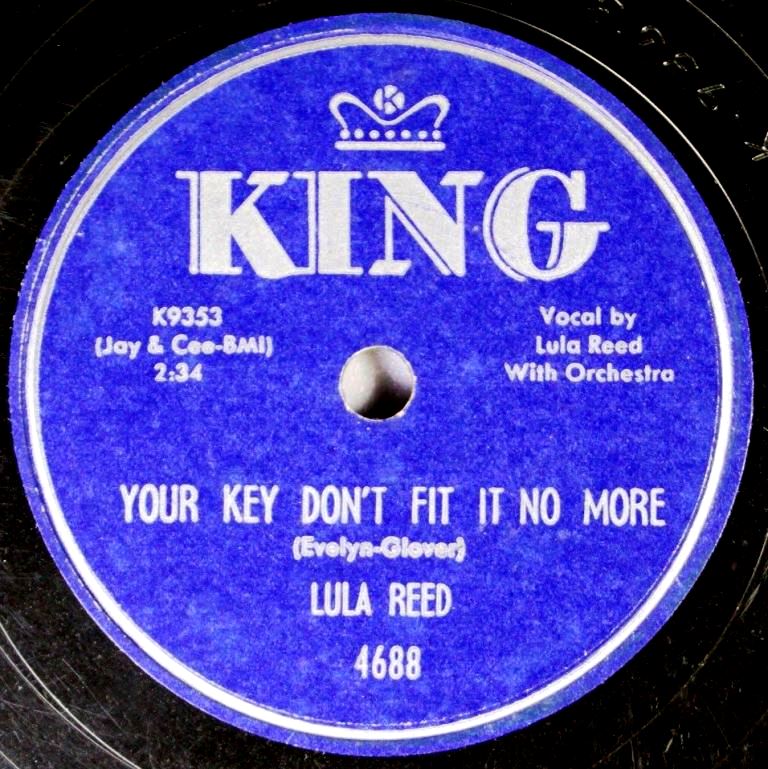 K
KING
K9353
(Jay & Cee-BMI)
2:34
Vocal by
Lula Reed
With Orchestra
YOUR KEY DON'T FIT IT NO MORE
(Evelyn-Glover)
LULA REED
4688